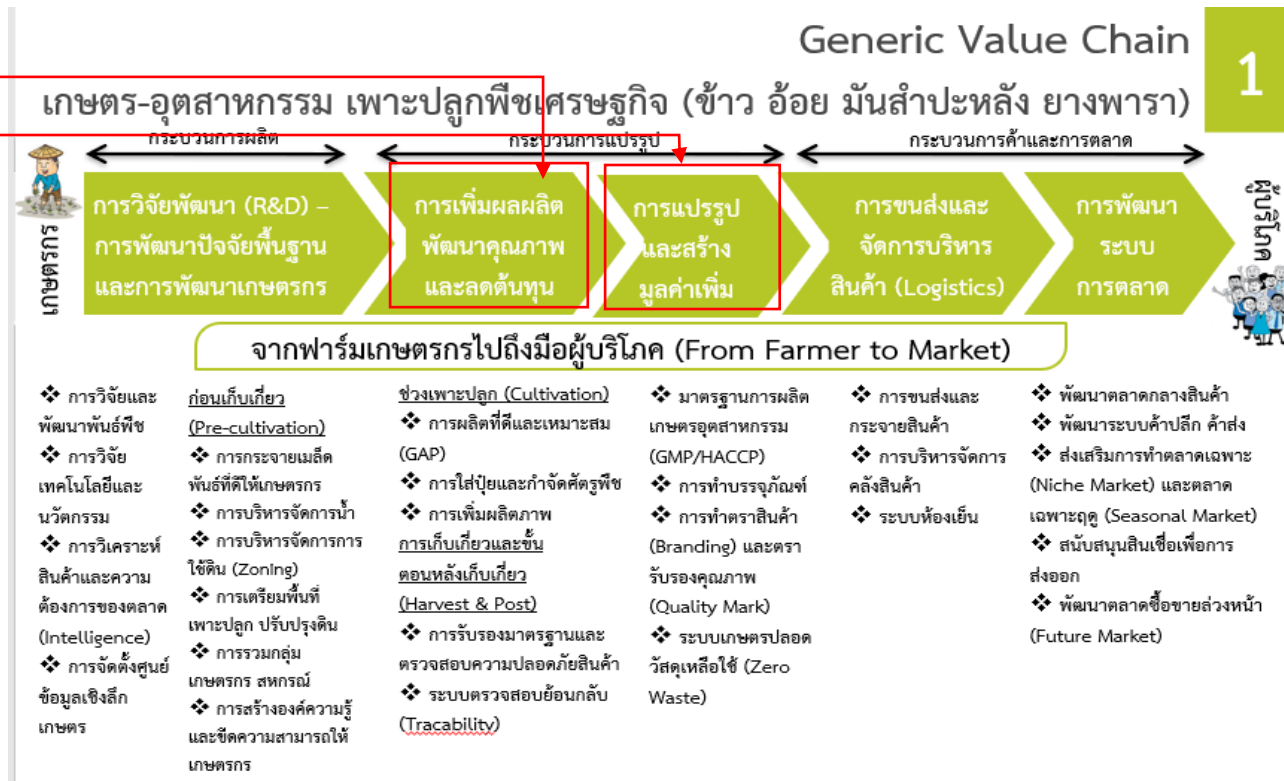 Generic Value Chain
1
เกษตร-อุตสาหกรรม เพาะปลูกพืชเศรษฐกิจ (ข้าว อ้อย มันสำปะหลัง ยางพารา)
กระบวนการผลิต
กระบวนการแปรรูป
กระบวนการค้าและการตลาด
เกษตรกร
การวิจัยพัฒนา (R&D) –
การพัฒนาปัจจัยพื้นฐาน
และการพัฒนาเกษตรกร
การเพิ่มผลผลิต
พัฒนาคุณภาพ
และลดต้นทุน
การแปรรูป
และสร้าง
มูลค่าเพิ่ม
การขนส่งและ
จัดการบริหาร
สินค้า (Logistics)
การพัฒนา
ระบบ
การตลาด
ผู้บริโภค
จากฟาร์มเกษตรกรไปถึงมือผู้บริโภค (From Farmer to Market)
❖ การวิจัยและ
พัฒนาพันธ์พืช
❖ การวิจัย
เทคโนโลยีและ
นวัตกรรม
❖ การวิเคราะห์
สินค้าและความ
ต้องการของตลาด
(Intelligence)
❖ การจัดตั้งศูนย์
ข้อมูลเชิงลึก
เกษตร
ก่อนเก็บเกี่ยว
(Pre-cultivation)
❖ การกระจายเมล็ด
พันธ์ที่ดีให้เกษตรกร
❖ การบริหารจัดการน้ำ
❖ การบริหารจัดการการ
ใช้ดิน (Zoning)
❖ การเตรียมพื้นที่
เพาะปลูก ปรับปรุงดิน
❖ การรวมกลุ่ม
เกษตรกร สหกรณ์
❖ การสร้างองค์ความรู้
และขีดความสามารถให้
เกษตรกร
ช่วงเพาะปลูก (Cultivation)
❖ การผลิตที่ดีและเหมาะสม
(GAP)
❖ การใส่ปุ๋ยและกำจัดศัตรูพืช
❖ การเพิ่มผลิตภาพ
การเก็บเกี่ยวและขั้น
ตอนหลังเก็บเกี่ยว
(Harvest & Post)
❖ การรับรองมาตรฐานและ
ตรวจสอบความปลอดภัยสินค้า
❖ ระบบตรวจสอบย้อนกลับ
(Tracability)
❖ มาตรฐานการผลิต
เกษตรอุตสาหกรรม
(GMP/HACCP)
❖ การทำบรรจุภัณฑ์
❖ การทำตราสินค้า
(Branding) และตรา
รับรองคุณภาพ
(Quality Mark)
❖ ระบบเกษตรปลอด
วัสดุเหลือใช้ (Zero
Waste)
❖ การขนส่งและ
กระจายสินค้า
❖ การบริหารจัดการ
คลังสินค้า
❖ ระบบห้องเย็น
❖ พัฒนาตลาดกลางสินค้า
❖ พัฒนาระบบค้าปลีก ค้าส่ง
❖ ส่งเสริมการทำตลาดเฉพาะ
(Niche Market) และตลาด
เฉพาะฤดู (Seasonal Market)
❖ สนับสนุนสินเชื่อเพื่อการ
ส่งออก
❖ พัฒนาตลาดซื้อขายล่วงหน้า
(Future Market)